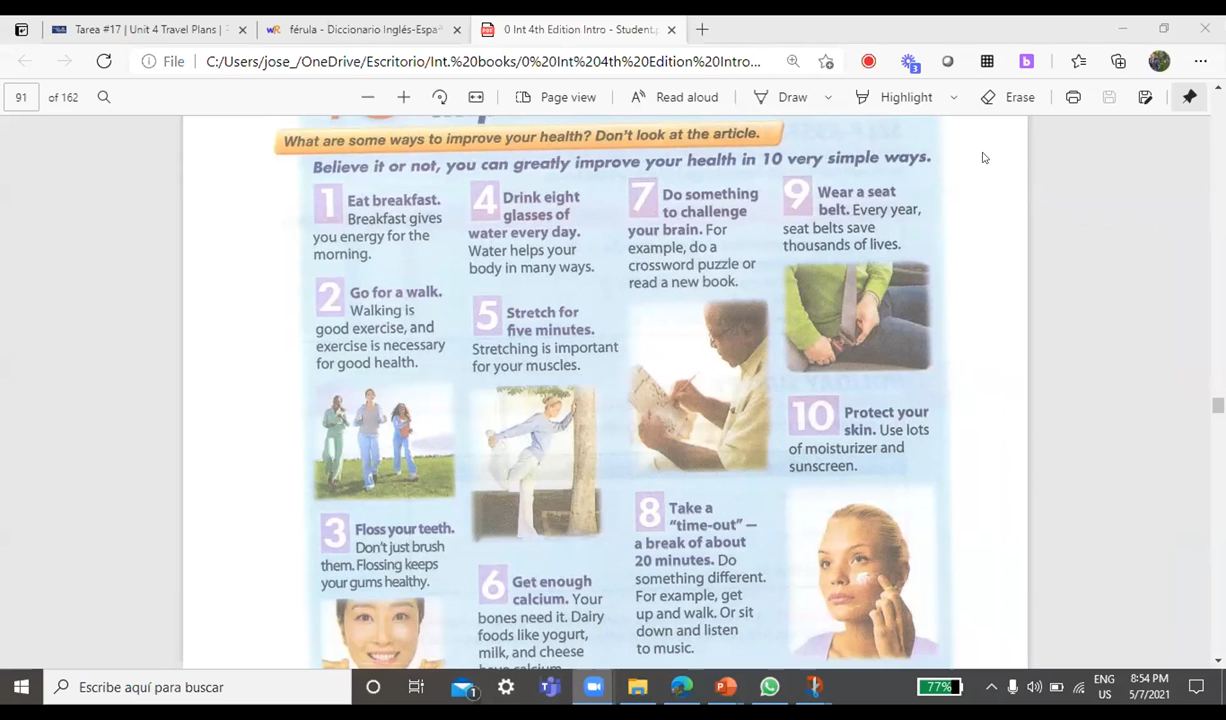 Tarea #17 | Unit 4 Travel Plans |
férula - Diccionario Inglés-Espa
0 Int 4th Edition Intro - Student.p
File
C:/Users/jose_/OneDrive/Escritorio/Int.%20books/0%20Int%204th%20Edition%20Intro...
3
91 of 162
Page view
Read aloud
Draw
Highlight
Erase
What are some ways to improve your health? Don't look at the article.
Believe it or not, you can greatly improve your health in 10 very simple ways.
1 Eat breakfast.
Breakfast gives
you energy for the
morning.
2 Go for a walk.
Walking is
good exercise, and
exercise is necessary
for good health.
3 Floss your teeth.
Don't just brush
them. Flossing keeps
your gums healthy.
4 Drink eight
glasses of
water every day.
Water helps your
body in many ways.
5 Stretch for
five minutes.
Stretching is important
for your muscles.
6 Get enough
calcium. Your
bones need it. Dairy
foods like yogurt,
milk, and cheese
have calcium.
7 Do something
to challenge
your brain. For
example, do a
crossword puzzle or
read a new book.
8 Take a
"time-out" —
a break of about
20 minutes. Do
something different.
For example, get
up and walk. Or sit
down and listen
to music.
9 Wear a seat
belt. Every year,
seat belts save
thousands of lives.
10 Protect your
skin. Use lots
of moisturizer and
sunscreen.
Escribe aquí para buscar
1
77%
ENG
US
8:54 PM
5/7/2021